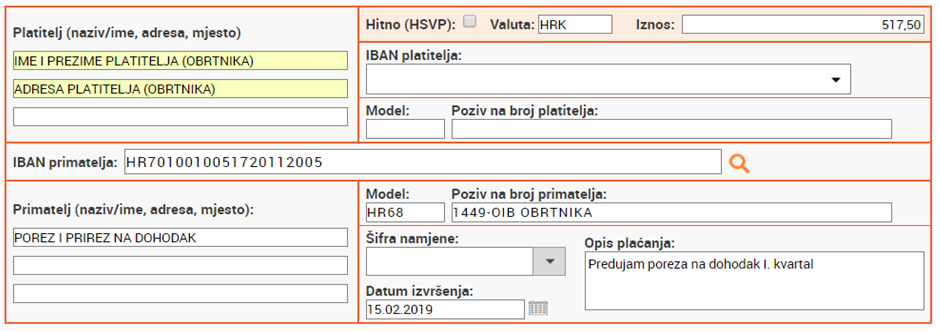 Platitelj (naziv/ime, adresa, mjesto)
IME I PREZIME PLATITELJA (OBRTNIKA)
ADRESA PLATITELJA (OBRTNIKA)
Hitno (HSVP): Valuta: HRK Iznos: 517,50
IBAN platitelja:
Model: Poziv na broj platitelja:
IBAN primatelja: HR7010010051720112005
Primatelj (naziv/ime, adresa, mjesto):
POREZ I PRIREZ NA DOHODAK
Model: Poziv na broj primatelja:
HR68 1449-OIB OBRTNIKA
Šifra namjene:
Opis plaćanja:
Predujam poreza na dohodak I. kvartal
Datum izvršenja:
15.02.2019